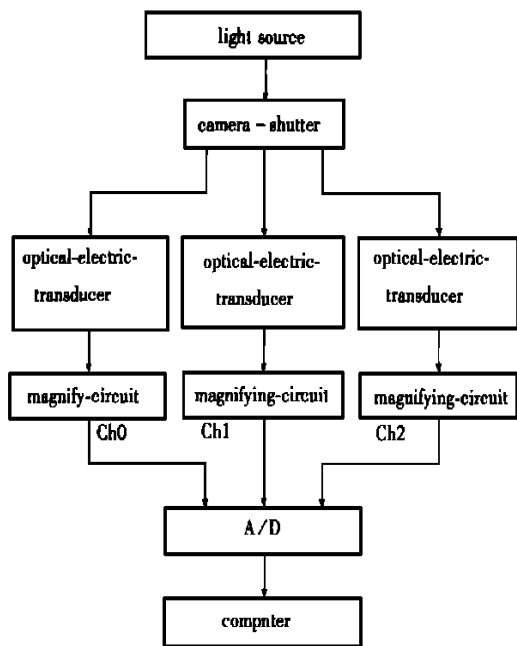 light source
camera - shutter
optical-electric-
transducer
optical-electric-
transducer
optical-electric-
transducer
magnify-circuit
magnifying-circuit
magnifying-circuit
Ch0
Ch1
Ch2
A/D
compnter